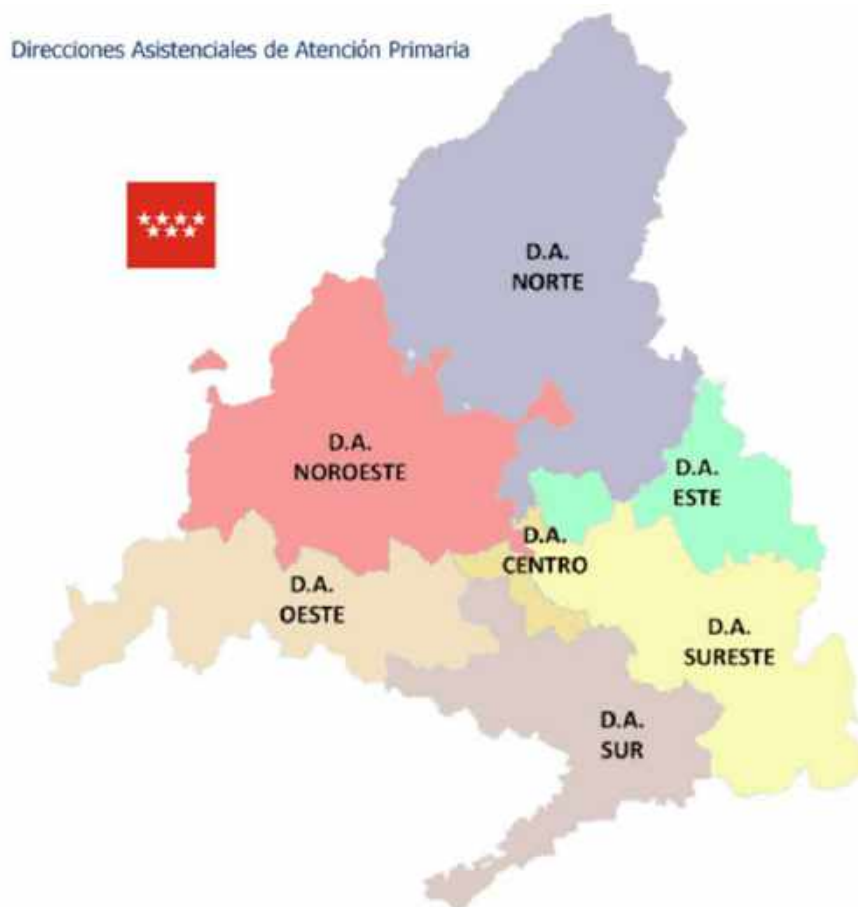 Direcciones Asistenciales de Atención Primaria
D.A.
NORTE
D.A.
NOROESTE
D.A.
ESTE
D.A.
CENTRO
D.A.
OESTE
D.A.
SURESTE
D.A.
SUR